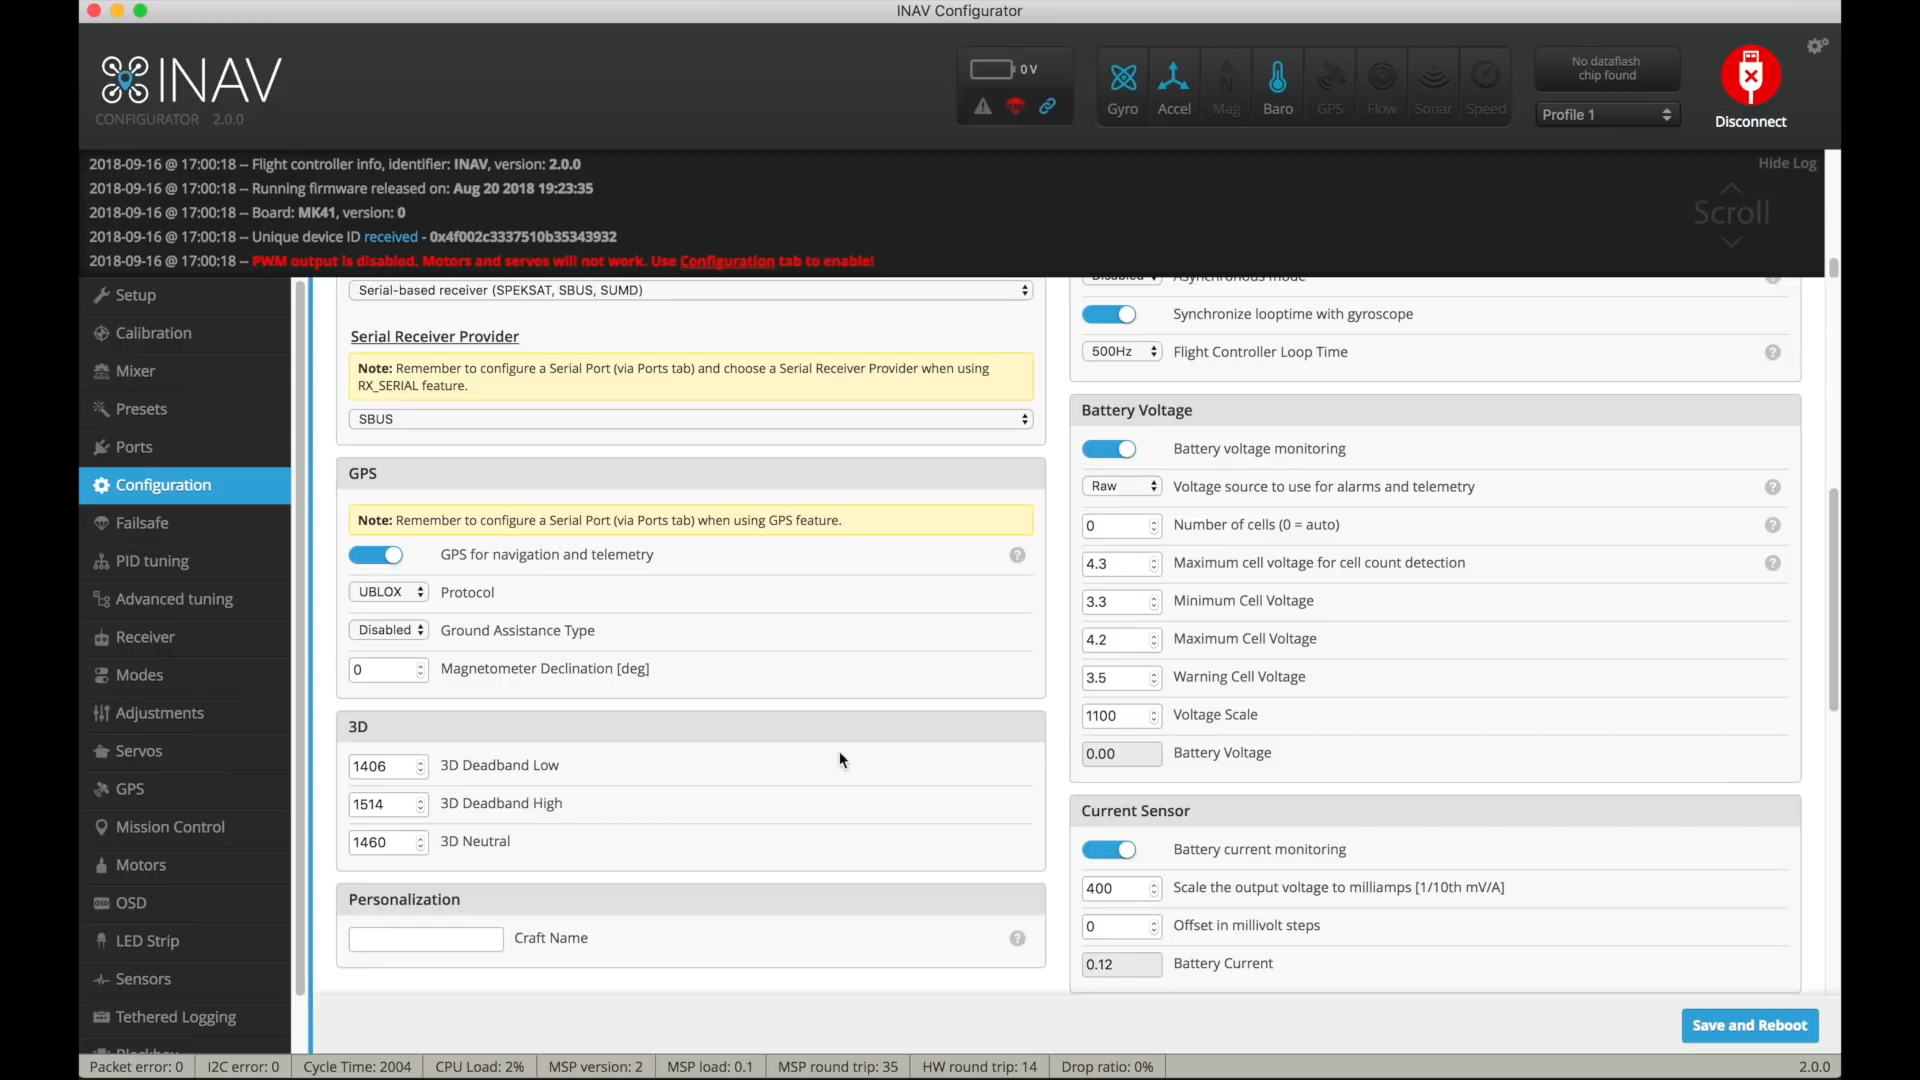 INAV Configurator
INAV
CONFIGURATOR 2.0.0
0 V
Gyro
Accel
Mag
Baro
GPS
Flow
Sonar
Speed
No dataflash
chip found
Profile 1
Disconnect
2018-09-16 @ 17:00:18 -- Flight controller info, identifier: INAV, version: 2.0.0
2018-09-16 @ 17:00:18 -- Running firmware released on: Aug 20 2018 19:23:35
2018-09-16 @ 17:00:18 -- Board: MK41, version: 0
2018-09-16 @ 17:00:18 -- Unique device ID received - 0x4f002c3337510b35343932
2018-09-16 @ 17:00:18 -- PWM output is disabled. Motors and servos will not work. Use Configuration tab to enable!
Hide Log
Scroll
Setup
Calibration
Mixer
Presets
Ports
Configuration
Failsafe
PID tuning
Advanced tuning
Receiver
Modes
Adjustments
Servos
GPS
Mission Control
Motors
OSD
LED Strip
Sensors
Tethered Logging
Blackbox
Serial-based receiver (SPEKSAT, SBUS, SUMD)
Serial Receiver Provider
Note: Remember to configure a Serial Port (via Ports tab) and choose a Serial Receiver Provider when using
RX_SERIAL feature.
SBUS
GPS
Note: Remember to configure a Serial Port (via Ports tab) when using GPS feature.
GPS for navigation and telemetry
UBLOX Protocol
Disabled Ground Assistance Type
0 Magnetometer Declination [deg]
3D
1406 3D Deadband Low
1514 3D Deadband High
1460 3D Neutral
Personalization
Craft Name
Disabled Asynchronous mode
Synchronize looptime with gyroscope
500Hz Flight Controller Loop Time
Battery Voltage
Battery voltage monitoring
Raw Voltage source to use for alarms and telemetry
0 Number of cells (0 = auto)
4.3 Maximum cell voltage for cell count detection
3.3 Minimum Cell Voltage
4.2 Maximum Cell Voltage
3.5 Warning Cell Voltage
1100 Voltage Scale
0.00 Battery Voltage
Current Sensor
Battery current monitoring
400 Scale the output voltage to milliamps [1/10th mV/A]
0 Offset in millivolt steps
0.12 Battery Current
Save and Reboot
Packet error: 0
I2C error: 0
Cycle Time: 2004
CPU Load: 2%
MSP version: 2
MSP load: 0.1
MSP round trip: 35
HW round trip: 14
Drop ratio: 0%
2.0.0